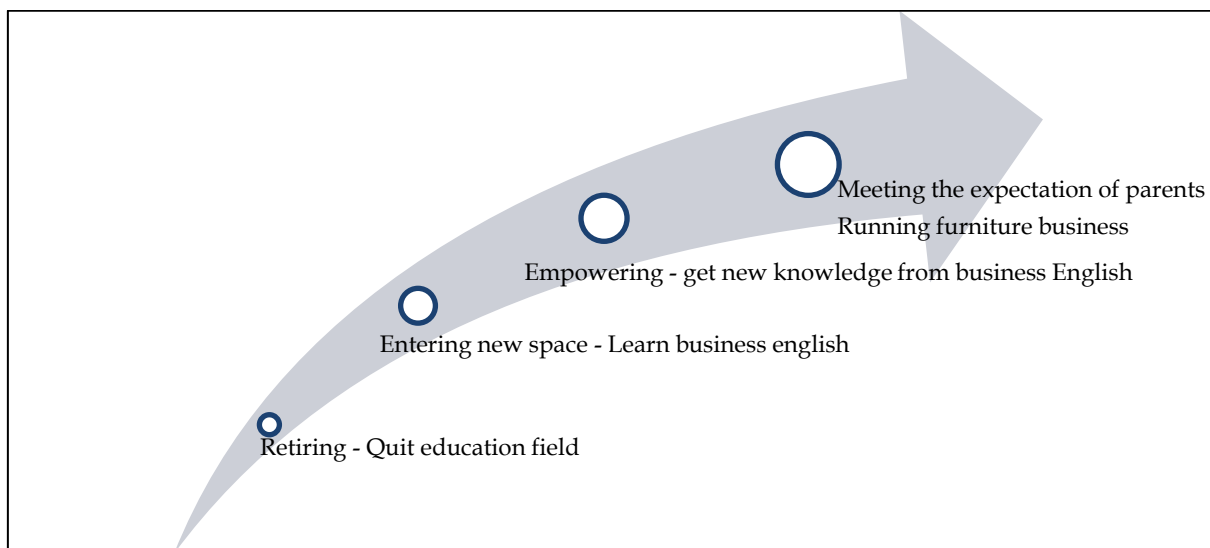 Meeting the expectation of parents
Running furniture business
Empowering - get new knowledge from business English
Entering new space - Learn business english
Retiring - Quit education field